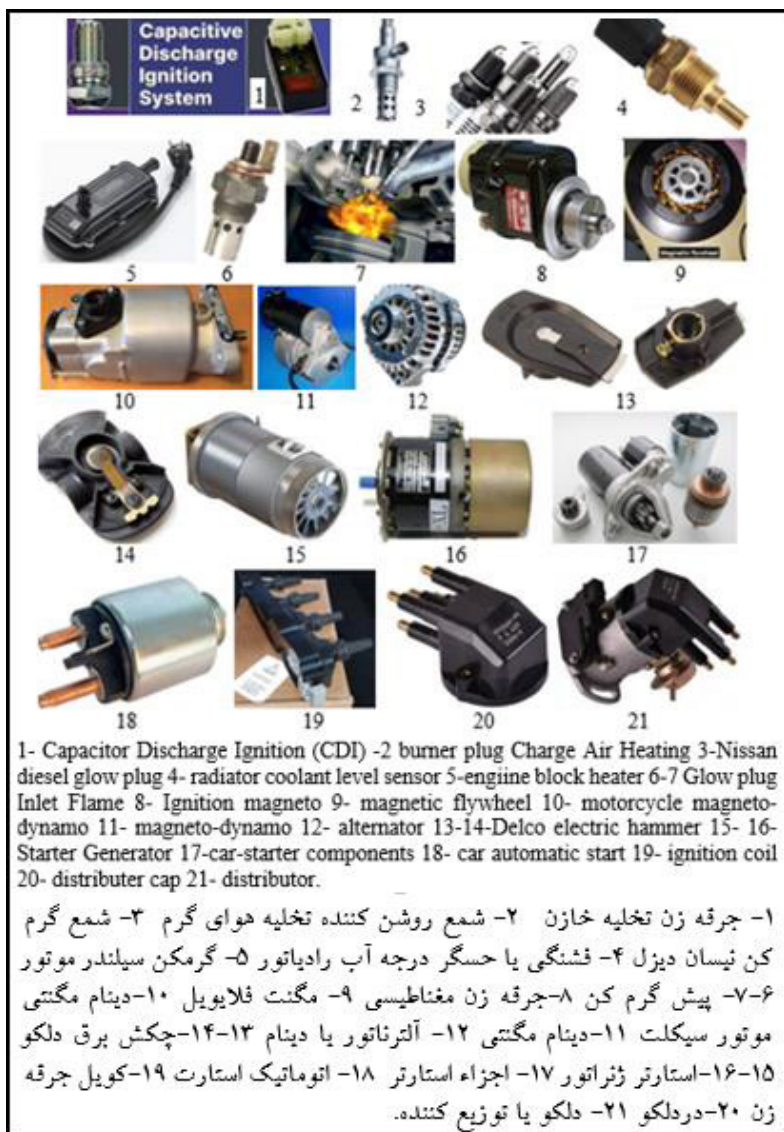 Capacitive
Discharge
Ignition
System
2
3
4
5
6
7
8
9
10
11
12
13
14
15
16
17
18
19
20
21
1- Capacitor Discharge Ignition (CDI) -2 burner plug Charge Air Heating 3-Nissan
diesel glow plug 4- radiator coolant level sensor 5-engiine block heater 6-7 Glow plug
Inlet Flame 8- Ignition magneto 9- magnetic flywheel 10- motorcycle magneto-
dynamo 11- magneto-dynamo 12- alternator 13-14-Delco electric hammer 15- 16-
Starter Generator 17-car-starter components 18- car automatic start 19- ignition coil
20- distributer cap 21- distributor.
۱- جرقه زن تخلیه خازن ۲- شمع روشن کننده تخلیه هوای گرم ۳- شمع گرم
کن نیسان دیزل ۴- فشنگی یا حسگر درجه آب رادیاتور ۵- گرمکن سیلندر موتور
۶-۷- پیش گرم کن ۸-جرقه زن مغناطیسی ۹- مگنت فلایویل ۱۰-دینام مگنتی
موتور سیکلت ۱۱-دینام مگنتی ۱۲- آلترناتور یا دینام ۱۳-۱۴-چکش برق دلکو
۱۵-۱۶-استارتر ژنراتور ۱۷- اجزاء استارتر ۱۸- اتوماتیک استارت ۱۹-کویل جرقه
زن ۲۰-دردلکو ۲۱- دلکو یا توزیع کننده.